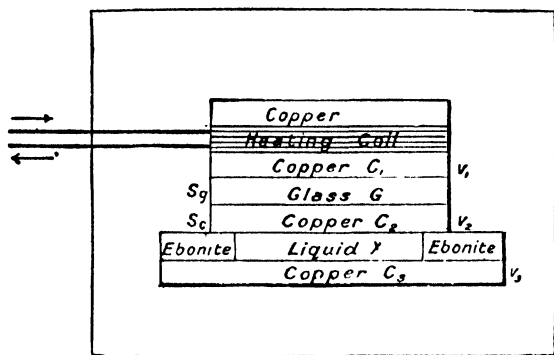 Copper
Heating Coil
Copper C₁ V₁
Sg Glass G
Sc Copper C₂ V₂
Ebonite Liquid X Ebonite
Copper C₃ V₃